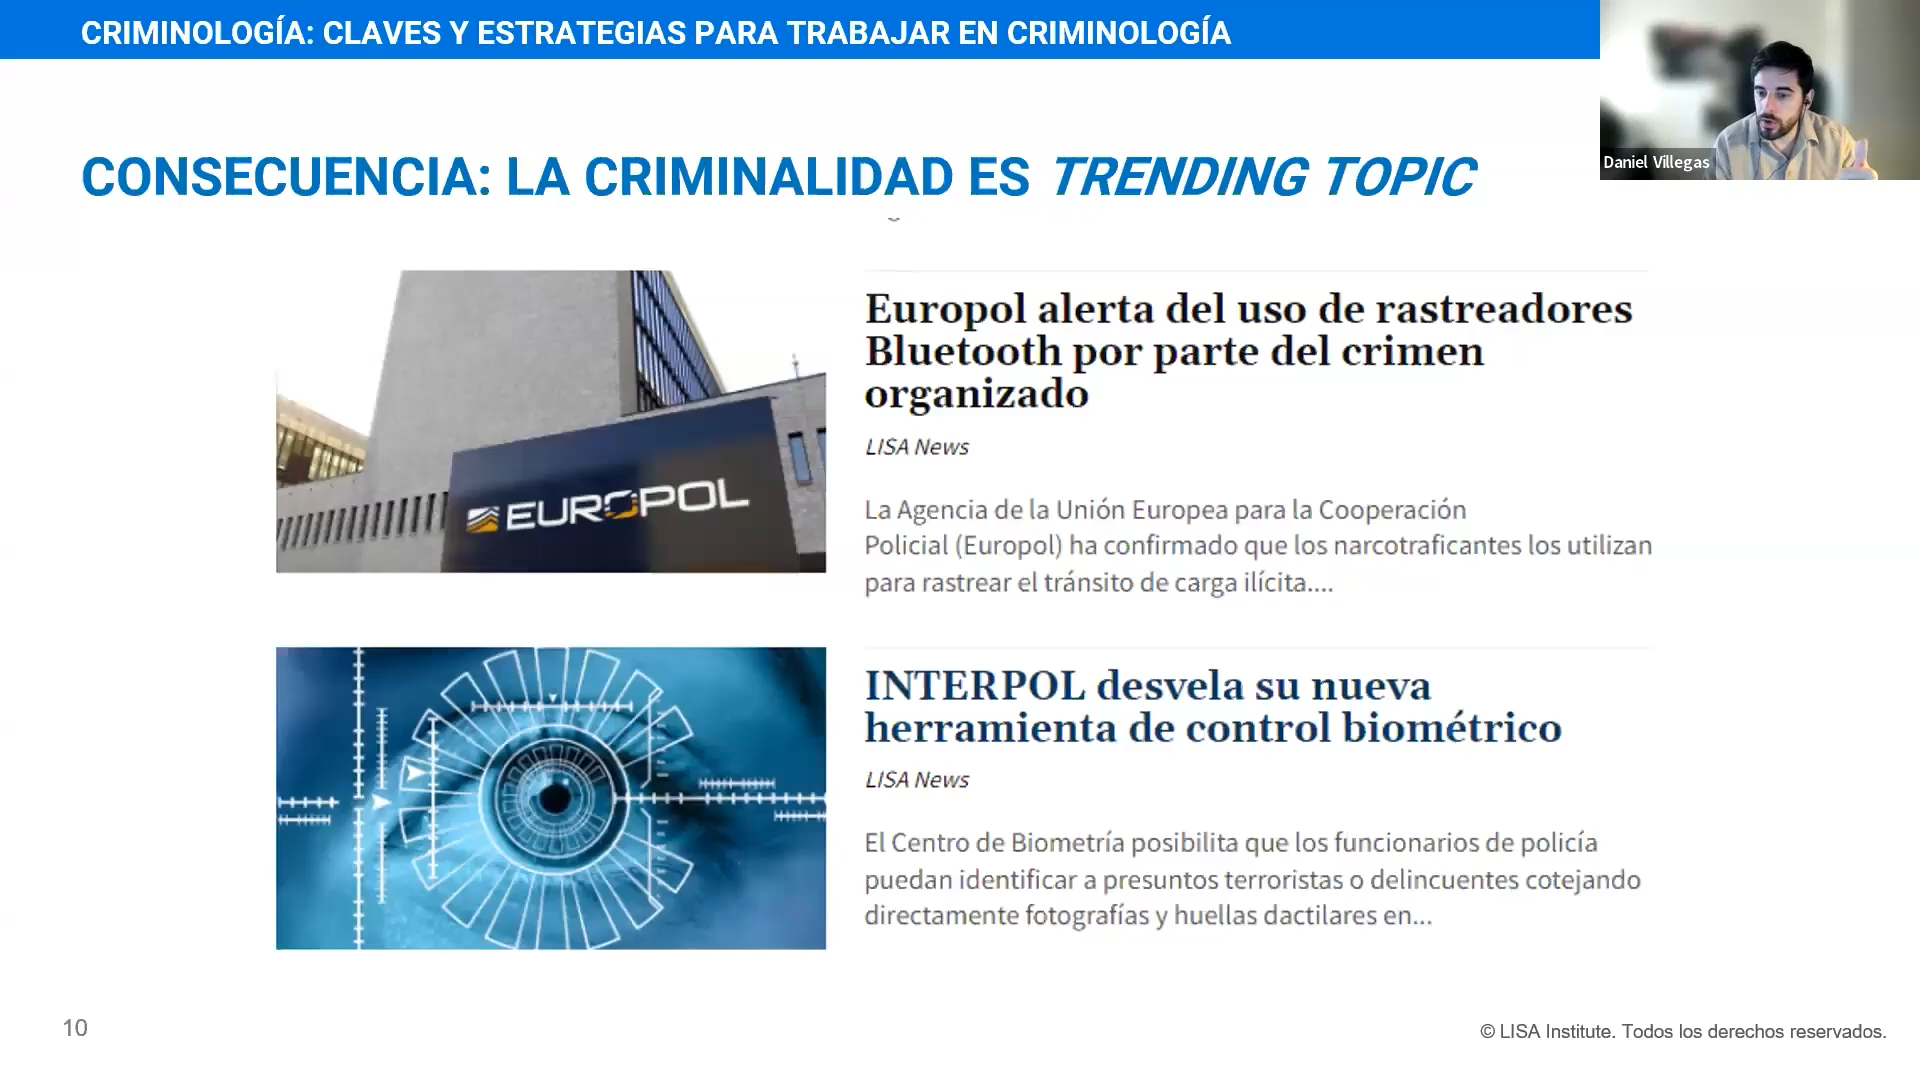 CRIMINOLOGÍA: CLAVES Y ESTRATEGIAS PARA TRABAJAR EN CRIMINOLOGÍA
Daniel Villegas
CONSECUENCIA: LA CRIMINALIDAD ES TRENDING TOPIC
EUROPOL
Europol alerta del uso de rastreadores
Bluetooth por parte del crimen
organizado
LISA News
La Agencia de la Unión Europea para la Cooperación
Policial (Europol) ha confirmado que los narcotraficantes los utilizan
para rastrear el tránsito de carga ilícita....
INTERPOL desvela su nueva
herramienta de control biométrico
LISA News
El Centro de Biometría posibilita que los funcionarios de policía
puedan identificar a presuntos terroristas o delincuentes cotejando
directamente fotografías y huellas dactilares en...
10
© LISA Institute. Todos los derechos reservados.